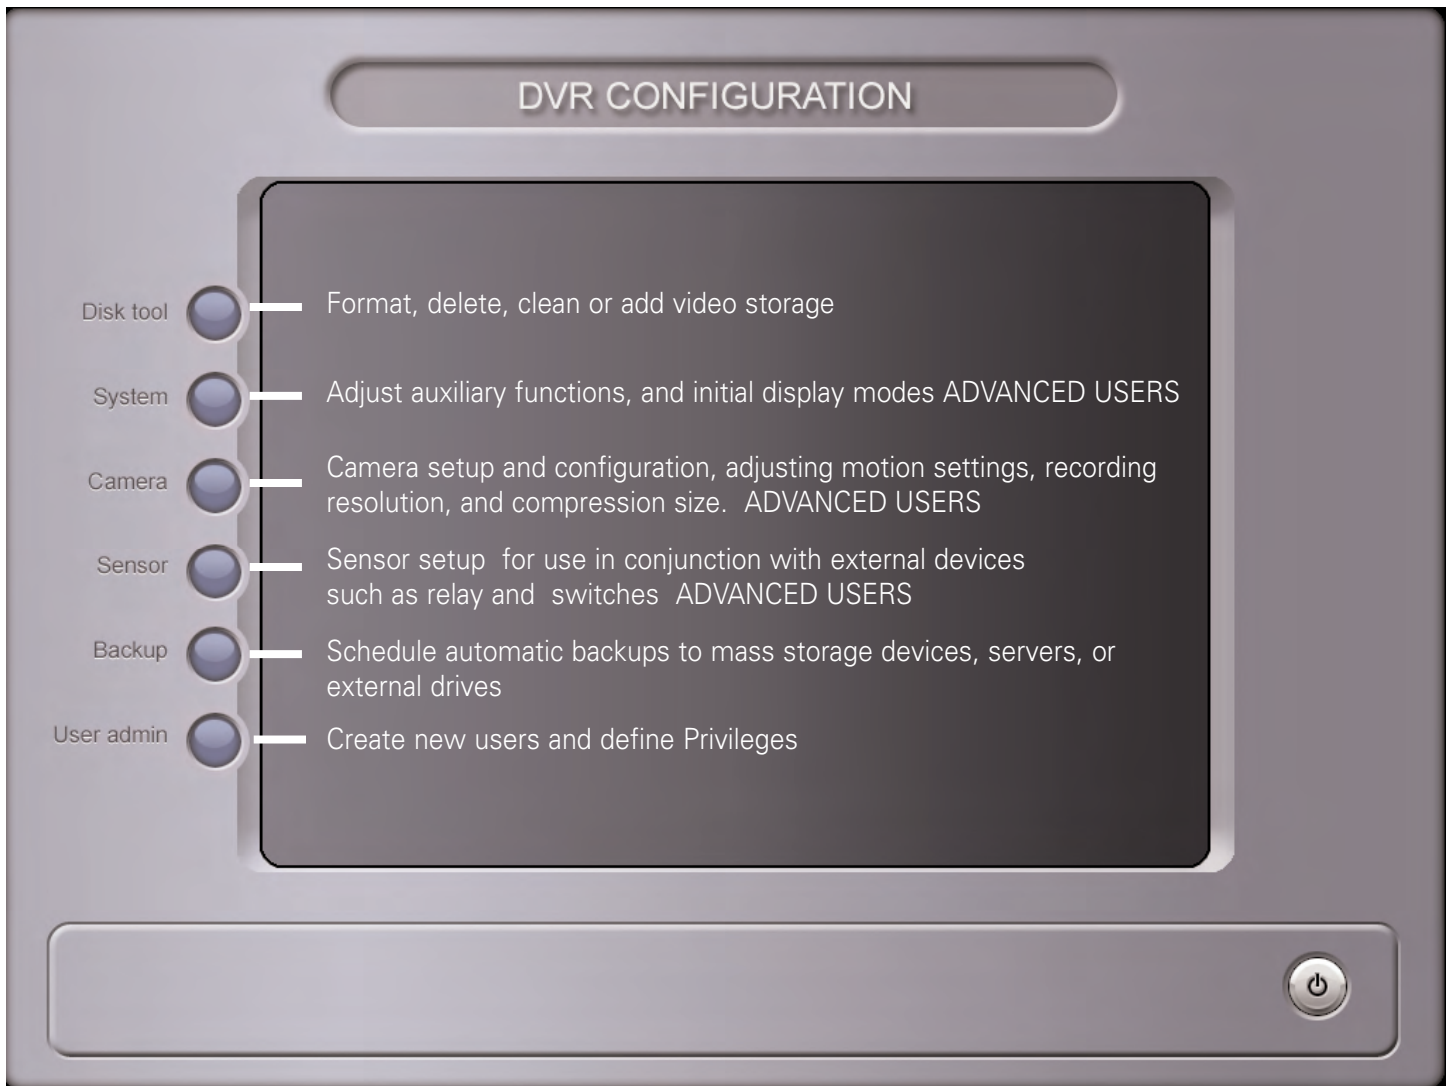 DVR CONFIGURATION
Disk tool
Format, delete, clean or add video storage
System
Adjust auxiliary functions, and initial display modes ADVANCED USERS
Camera
Camera setup and configuration, adjusting motion settings, recording
resolution, and compression size. ADVANCED USERS
Sensor
Sensor setup for use in conjunction with external devices
such as relay and switches ADVANCED USERS
Backup
Schedule automatic backups to mass storage devices, servers, or
external drives
User admin
Create new users and define Privileges